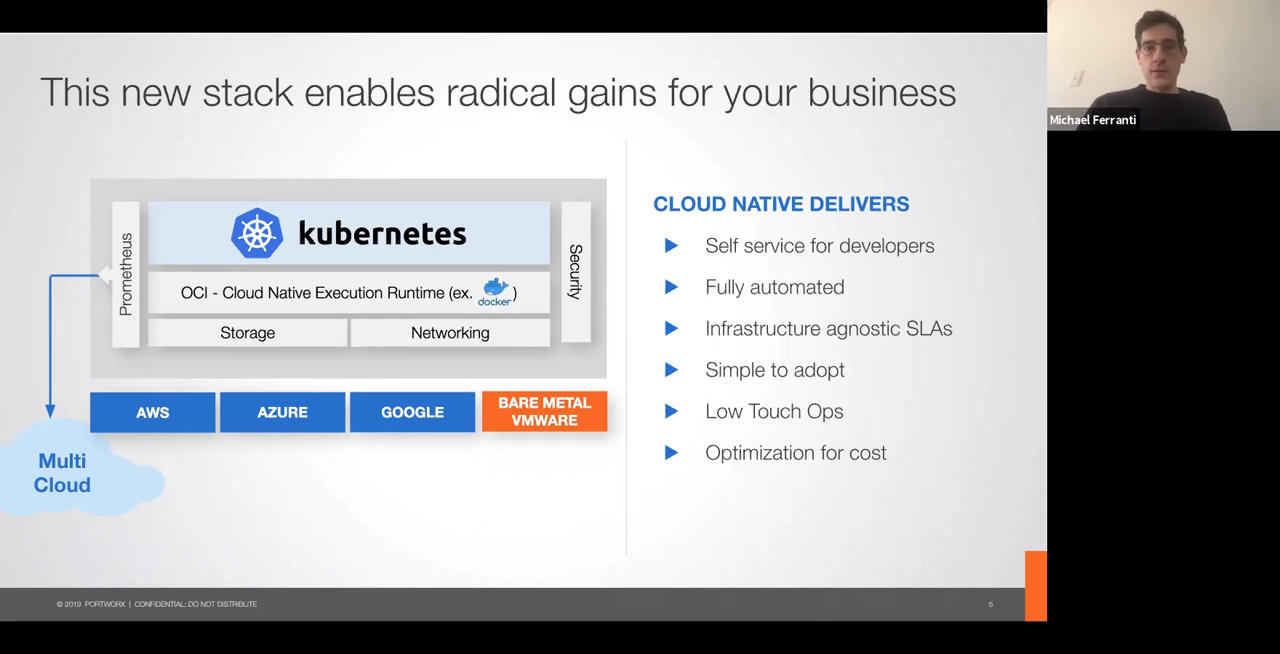 This new stack enables radical gains for your business
Michael Ferranti
Prometheus
kubernetes
OCI - Cloud Native Execution Runtime (ex. docker)
Storage
Networking
Security
AWS
AZURE
GOOGLE
BARE METAL
VMWARE
Multi
Cloud
CLOUD NATIVE DELIVERS
Self service for developers
Fully automated
Infrastructure agnostic SLAs
Simple to adopt
Low Touch Ops
Optimization for cost
© 2019 PORTWORX | CONFIDENTIAL: DO NOT DISTRIBUTE
5